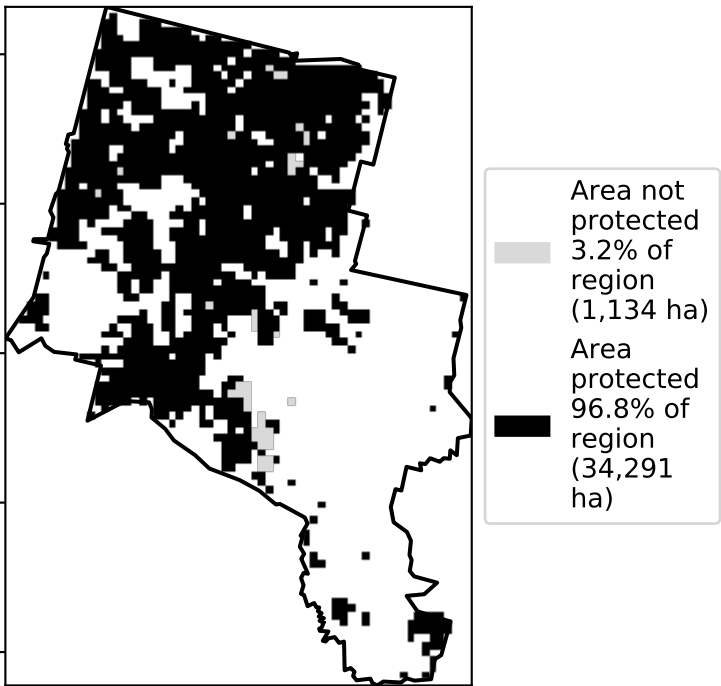 Area not
protected
3.2% of
region
(1,134 ha)
Area
protected
96.8% of
region
(34,291
ha)